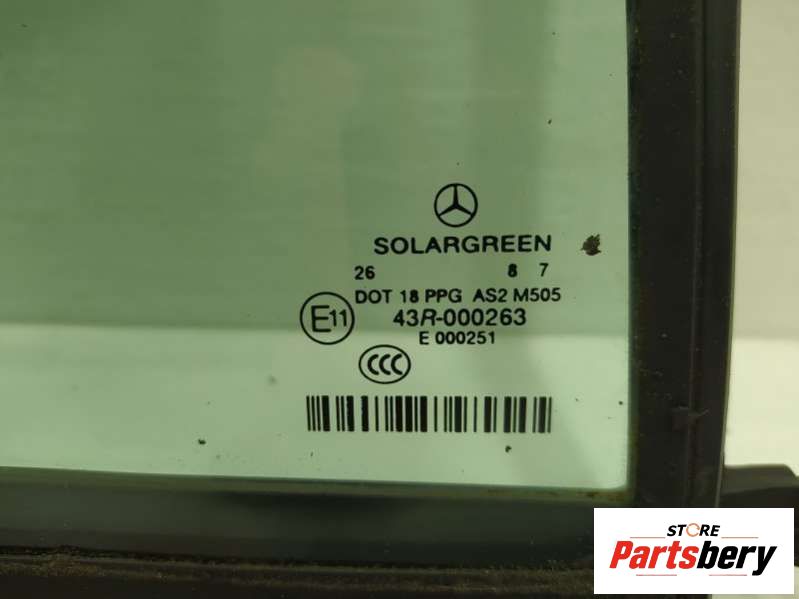 SOLARGREEN
26 8 7
DOT 18 PPG AS2 M505
E11 43R-000263
E 000251
CCC
STORE
Partsbery